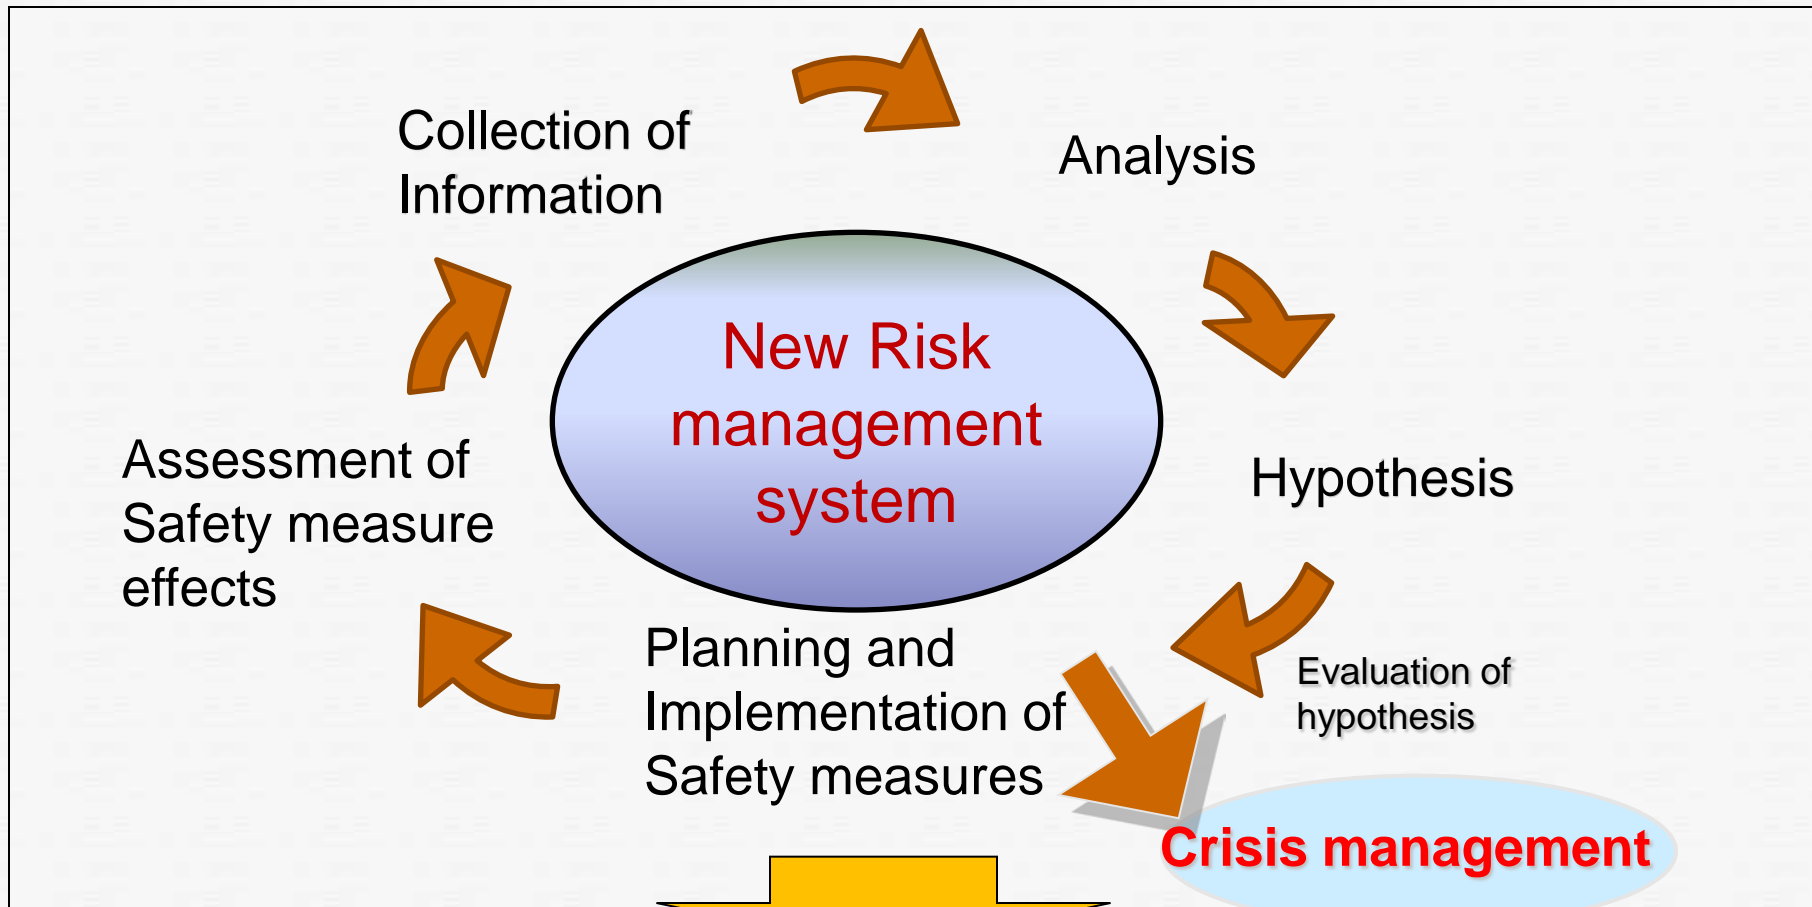 Collection of
Information
Analysis
New Risk
management
system
Assessment of
Safety measure
effects
Hypothesis
Planning and
Implementation of
Safety measures
Evaluation of
hypothesis
Crisis management